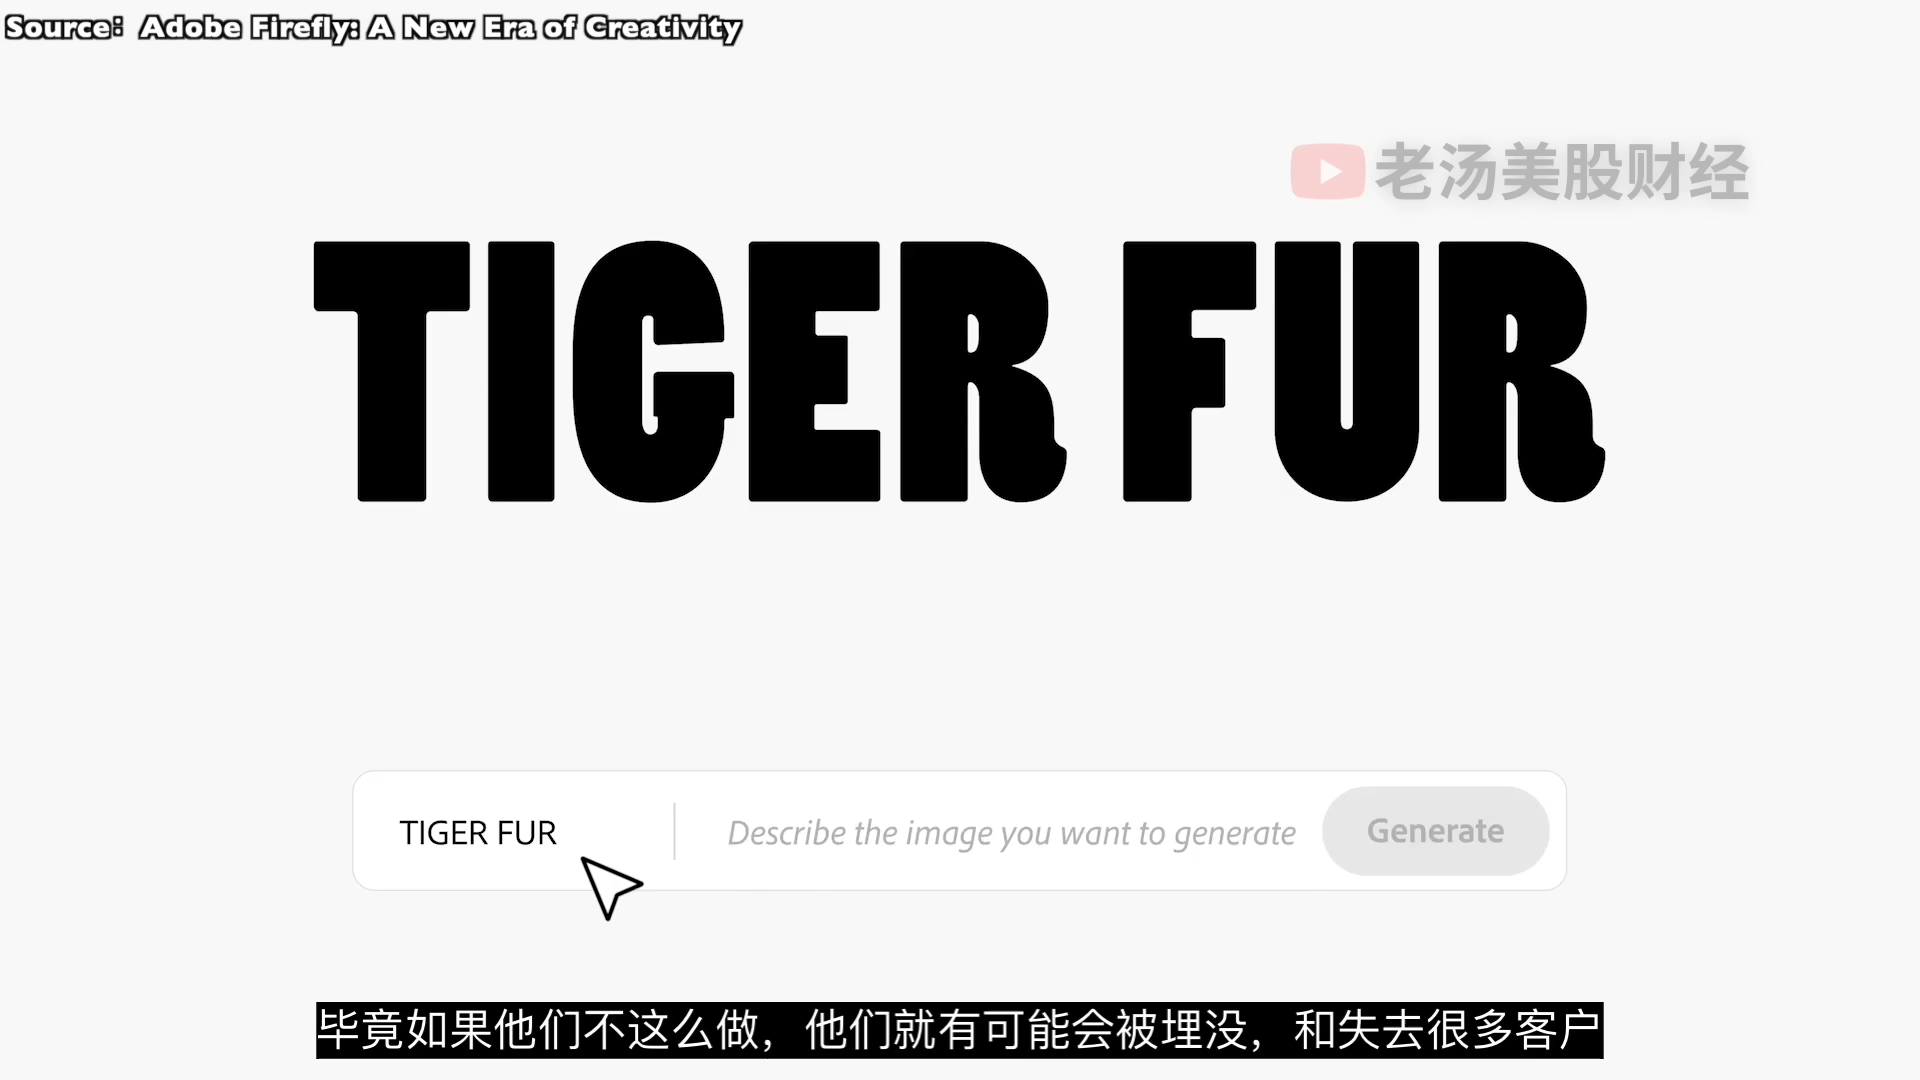 Source： Adobe Firefly: A New Era of Creativity
老汤美股财经
TIGER FUR
TIGER FUR
Describe the image you want to generate
Generate
毕竟如果他们不这么做，他们就有可能会被埋没，和失去很多客户